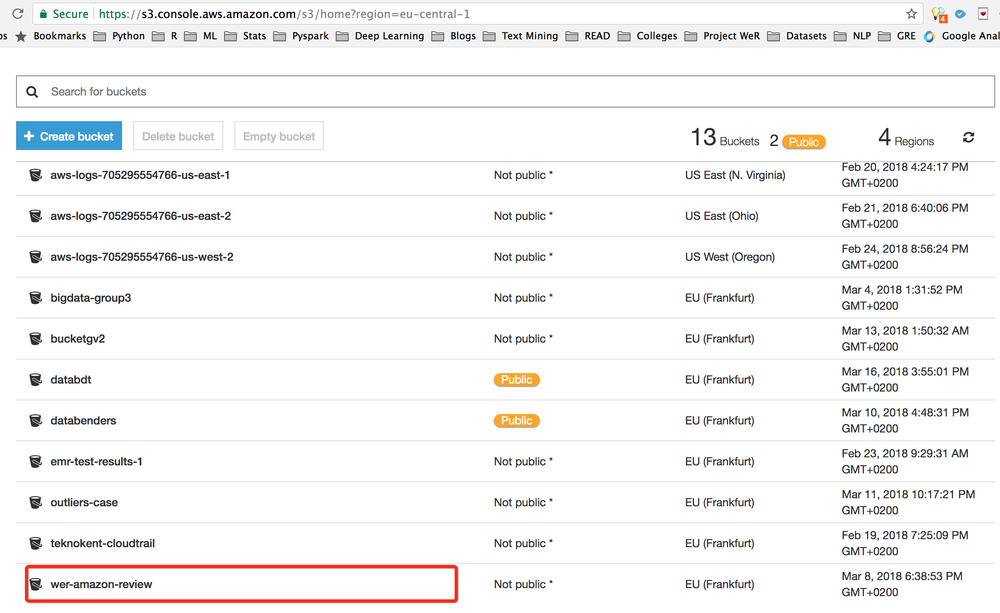 Secure https://s3.console.aws.amazon.com/s3/home?region=eu-central-1 4
Bookmarks Python R ML Stats Pyspark Deep Learning Blogs Text Mining READ Colleges Project WeR Datasets NLP GRE Google
Search for buckets
Create bucket Delete bucket Empty bucket 13 Buckets 2 Public 4 Regions
aws-logs-705295554766-us-east-1 Not public * US East (N. Virginia) Feb 20, 2018 4:24:17 PM
GMT+0200
aws-logs-705295554766-us-east-2 Not public * US East (Ohio) Feb 21, 2018 6:40:06 PM
GMT+0200
aws-logs-705295554766-us-west-2 Not public * US West (Oregon) Feb 24, 2018 8:56:24 PM
GMT+0200
bigdata-group3 Not public * EU (Frankfurt) Mar 4, 2018 1:31:52 PM
GMT+0200
bucketgv2 Not public * EU (Frankfurt) Mar 13, 2018 1:50:32 AM
GMT+0200
databdt Public EU (Frankfurt) Mar 16, 2018 3:55:01 PM
GMT+0200
databenders Public EU (Frankfurt) Mar 10, 2018 4:48:31 PM
GMT+0200
emr-test-results-1 Not public * EU (Frankfurt) Feb 23, 2018 9:29:31 AM
GMT+0200
outliers-case Not public * EU (Frankfurt) Mar 11, 2018 10:17:21 PM
GMT+0200
teknokent-cloudtrail Not public * EU (Frankfurt) Feb 19, 2018 7:25:09 PM
GMT+0200
wer-amazon-review Not public * EU (Frankfurt) Mar 8, 2018 6:38:53 PM
GMT+0200